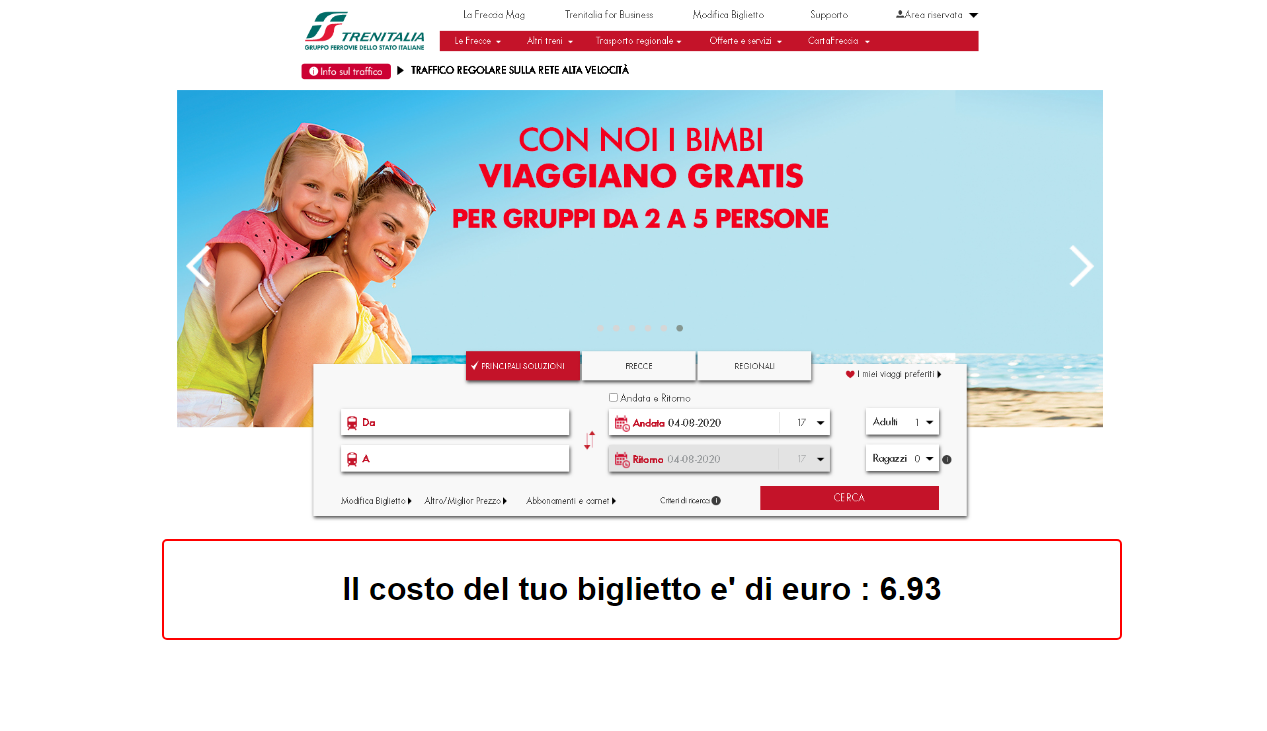 La Freccia Mag Trenitalia for Business Modifica Biglietto Supporto Area riservata
TRENITALIA
GRUPPO FERROVIE DELLO STATO ITALIANE
Le Frecce Altri treni Trasporto regionale Offerte e servizi CartaFreccia
Info sul traffico TRAFFICO REGOLARE SULLA RETE ALTA VELOCITÀ
CON NOI I BIMBI
VIAGGIANO GRATIS
PER GRUPPI DA 2 A 5 PERSONE
PRINCIPALI SOLUZIONI FRECCE REGIONALI
I miei viaggi preferiti
Andata e Ritorno
Da Andata 04-08-2020 17 Adulti 1
A Ritorno 04-08-2020 17 Ragazzi 0
Modifica Biglietto Altro/Miglior Prezzo Abbonamenti e carnet Criteri di ricerca CERCA
Il costo del tuo biglietto e' di euro : 6.93